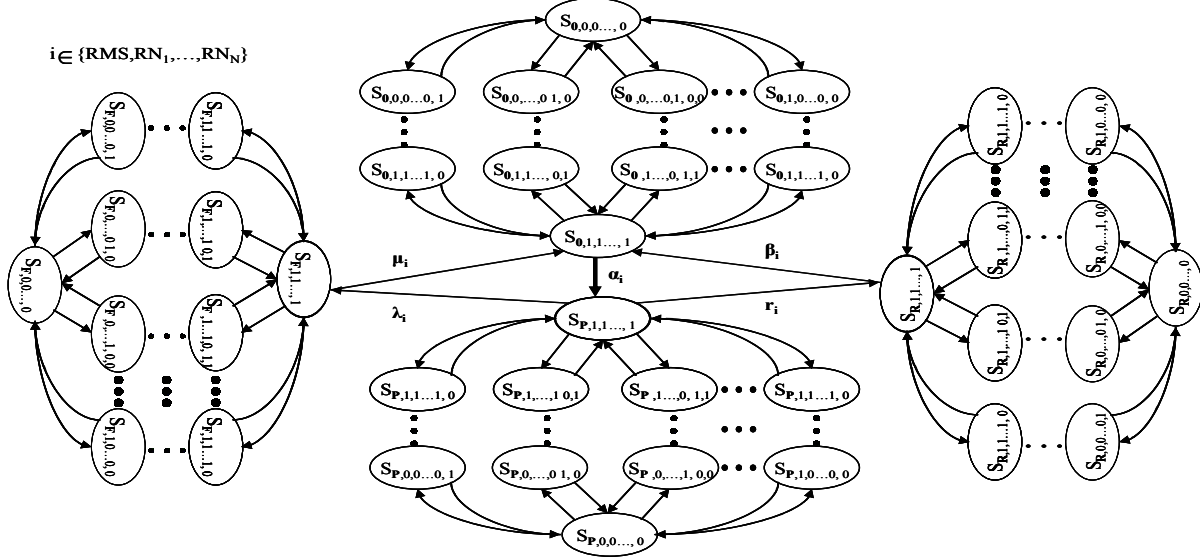 S0,0,0...,0
i∈{RMS,RN1,...,RNN}
S0,0,0...0,1
S0,0,...,0 1,0
S0,0,...0,1,0,0
S0,1,0...0,0
S0,1,1...1,0
S0,1,1...,0,1
S0,1...,0,1,1
S0,1,1...1,0
S0,1,1...,1
μi
βi
αi
λi
ri
SP,1,1...,1
SP,1,1...1,0
SP,1,...,1 0,1
SP,1...,0,1,1
SP,1,1...1,0
SP,0,0...0,1
SP,0,...,0 1,0
SP,0,...,1,0,0
SP,1,0...0,0
SP,0,0...,0
SF,0,0...0,1
SF,1,1...1,0
SF,0...,0 1,0
SF,1,...,1 0,1
SF,0,0...,0
SF,1,1...,1
SF,0,...1,0,0
SF,1...1 0,1,1
SF,1,0...0,0
SF,1,1...1,0
SR,1,1...1,0
SR,1,0...0,0
SR,1,...,0,1,1
SR,0,...,1,0,0
SR,1,1...,1
SR,0,0...,0
SR,1,...,1 0,1
SR,0,...,0 1,0
SR,1,1...1,0
SR,0,0...0,1